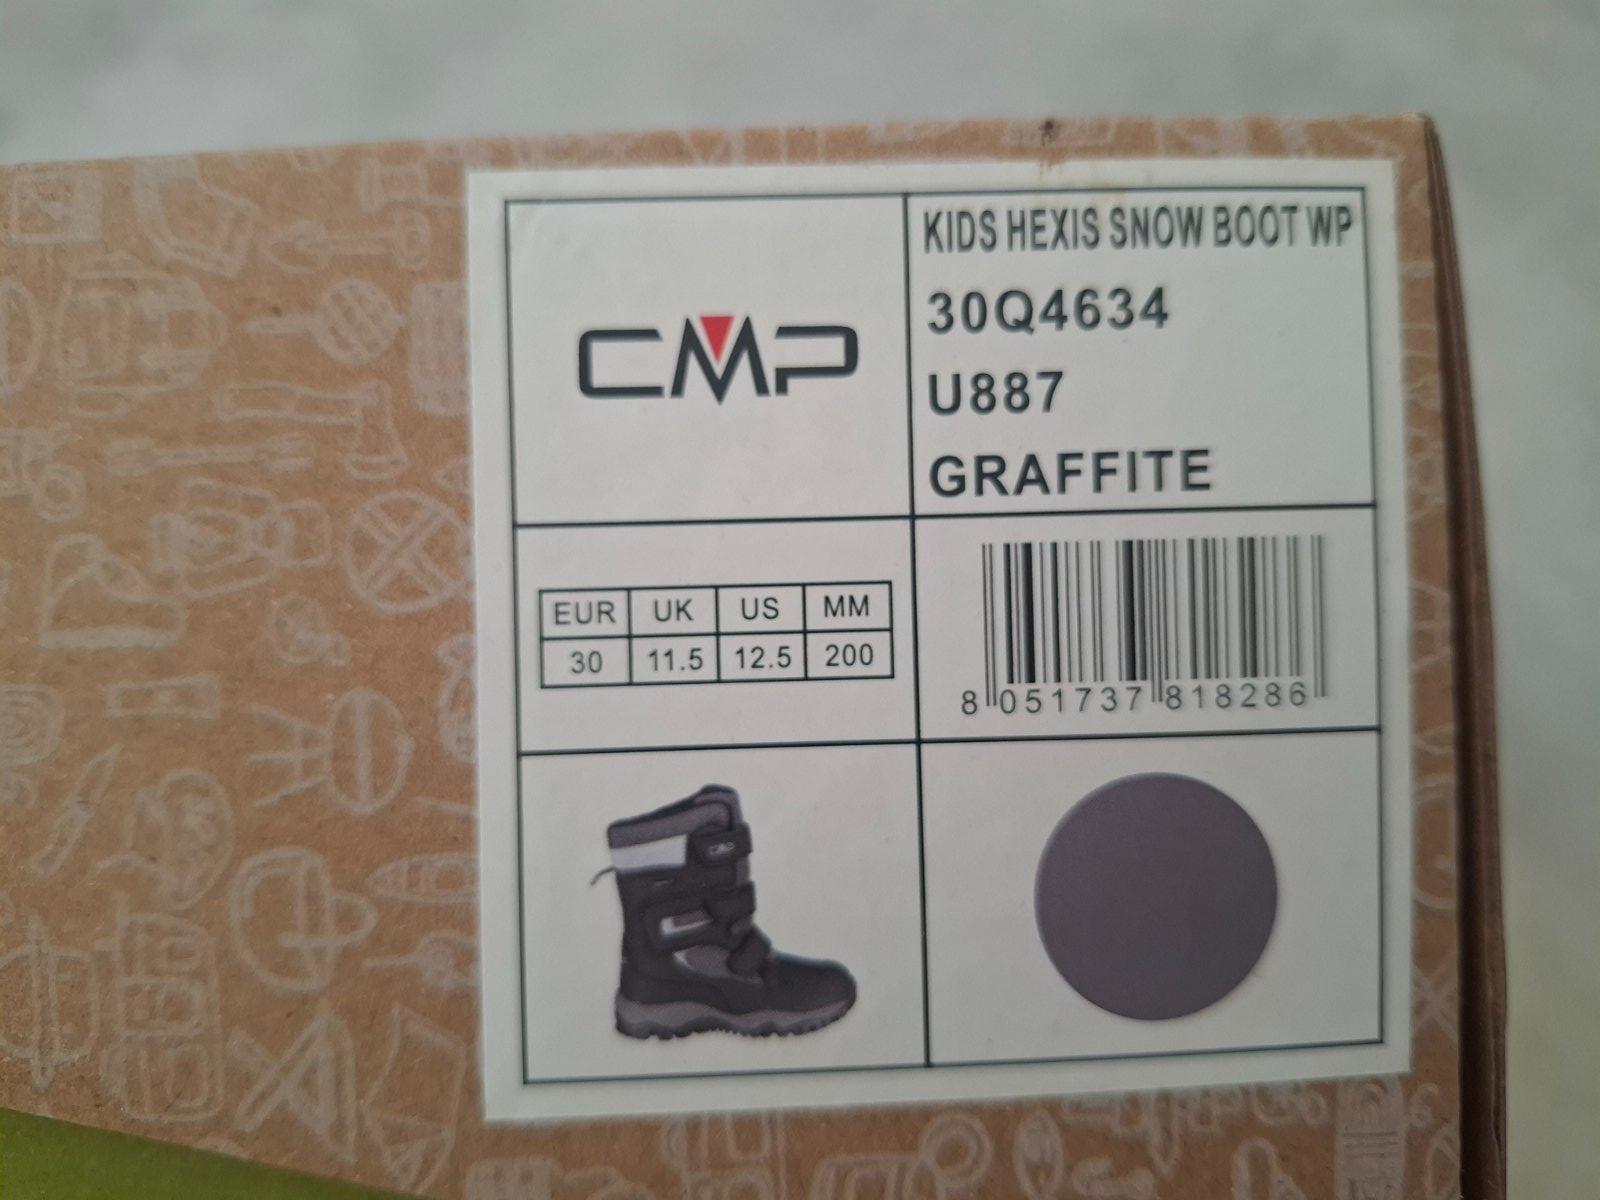 CMP
KIDS HEXIS SNOW BOOT WP
30Q4634
U887
GRAFFITE
EUR UK US MM
30 11.5 12.5 200
8 051737 818286
CMP